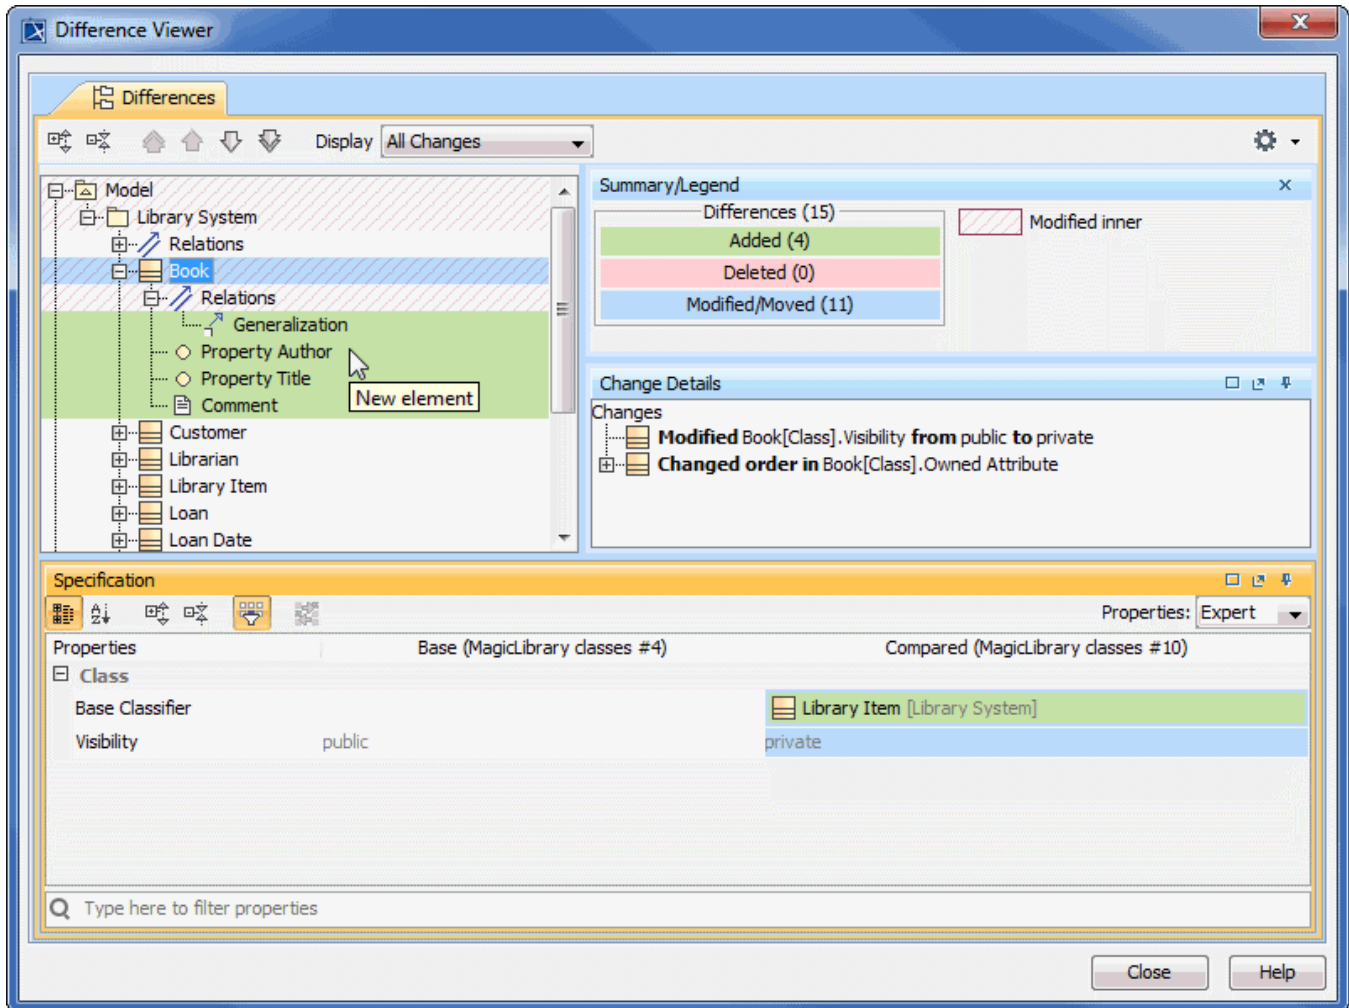 Difference Viewer
Differences
Display All Changes
Model
Library System
Relations
Book
Relations
Generalization
Property Author
Property Title
Comment
New element
Customer
Librarian
Library Item
Loan
Loan Date
Summary/Legend
Differences (15)
Added (4)
Deleted (0)
Modified/Moved (11)
Modified inner
Change Details
Changes
Modified Book[Class].Visibility from public to private
Changed order in Book[Class].Owned Attribute
Specification
Properties: Expert
Properties Base (MagicLibrary classes #4) Compared (MagicLibrary classes #10)
Class
Base Classifier Library Item [Library System]
Visibility public private
Type here to filter properties
Close Help